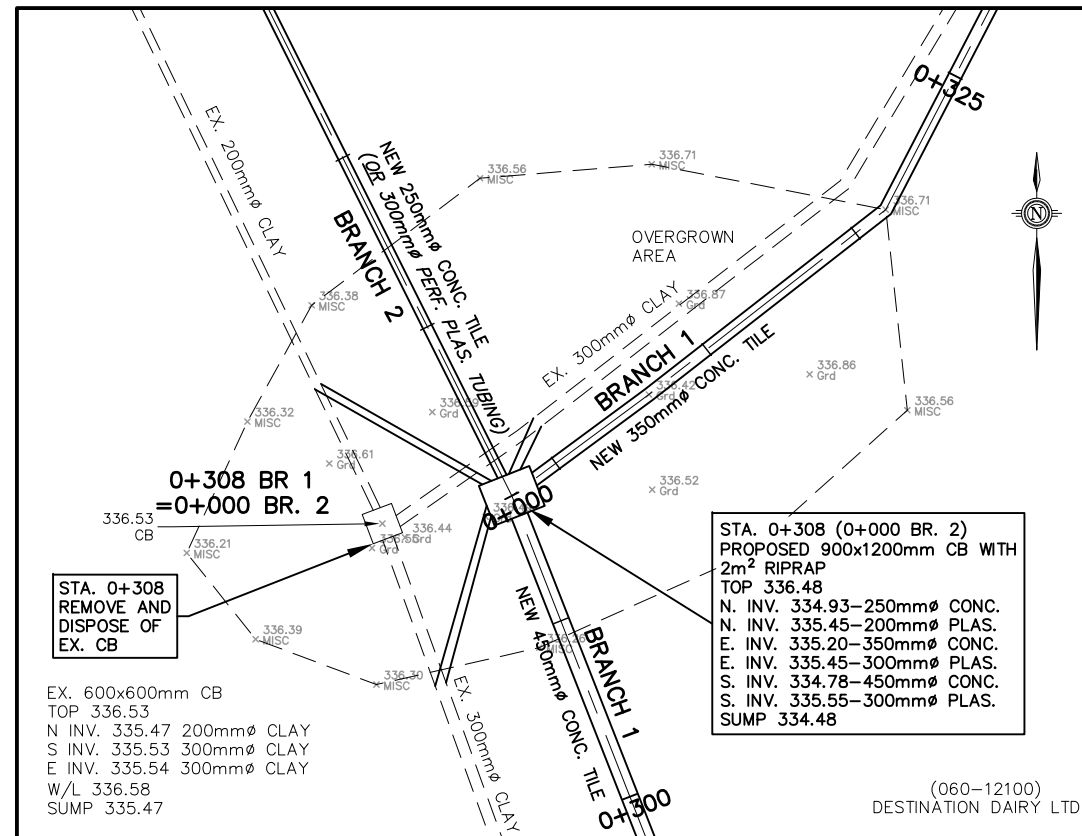 0+325
EX. 200mmø CLAY
NEW 250mmø CONC. TILE
(OR 300mmø PERF. PLAS. TUBING)
BRANCH 2
336.56
MISC
336.71
MISC
336.71
MISC
N
OVERGROWN
AREA
336.38
MISC
336.87
Grd
EX. 300mmø CLAY
BRANCH 1
NEW 350mmø CONC. TILE
336.42
Grd
336.86
Grd
336.56
MISC
Grd
336.32
MISC
336.61
Grd
336.52
Grd
0+308 BR 1
=0+000 BR. 2
0+000
336.53
CB
336.44
Grd
Grd
336.21
MISC
STA. 0+308
REMOVE AND
DISPOSE OF
EX. CB
336.39
MISC
336.30
MISC
MISC
NEW 450mmø CONC. TILE
BRANCH 1
0+300
EX. 300mmø CLAY
STA. 0+308 (0+000 BR. 2)
PROPOSED 900x1200mm CB WITH
2m² RIPRAP
TOP 336.48
N. INV. 334.93–250mmø CONC.
N. INV. 335.45–200mmø PLAS.
E. INV. 335.20–350mmø CONC.
E. INV. 335.45–300mmø PLAS.
S. INV. 334.78–450mmø CONC.
S. INV. 335.55–300mmø PLAS.
SUMP 334.48
EX. 600x600mm CB
TOP 336.53
N INV. 335.47 200mmø CLAY
S INV. 335.53 300mmø CLAY
E INV. 335.54 300mmø CLAY
W/L 336.58
SUMP 335.47
(060–12100)
DESTINATION DAIRY LTD